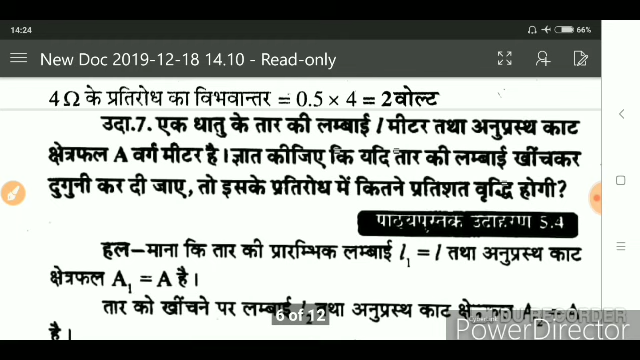 14:24
66%
New Doc 2019-12-18 14.10 - Read-only
4 Ω के प्रतिरोध का विभवान्तर = 0.5 × 4 = 2 वोल्ट
उदा.7. एक धातु के तार की लम्बाई l मीटर तथा अनुप्रस्थ काट
क्षेत्रफल A वर्ग मीटर है। ज्ञात कीजिए कि यदि तार की लम्बाई खींचकर
दुगुनी कर दी जाए, तो इसके प्रतिरोध में कितने प्रतिशत वृद्धि होगी?
पाठ्यपुस्तक उदाहरण 5.4
हल–माना कि तार की प्रारम्भिक लम्बाई l₁ = l तथा अनुप्रस्थ काट
क्षेत्रफल A₁ = A है।
तार को खींचने पर लम्बाई l₂ तथा अनुप्रस्थ काट
है।
6 of 12
RECORDER
PowerDirector